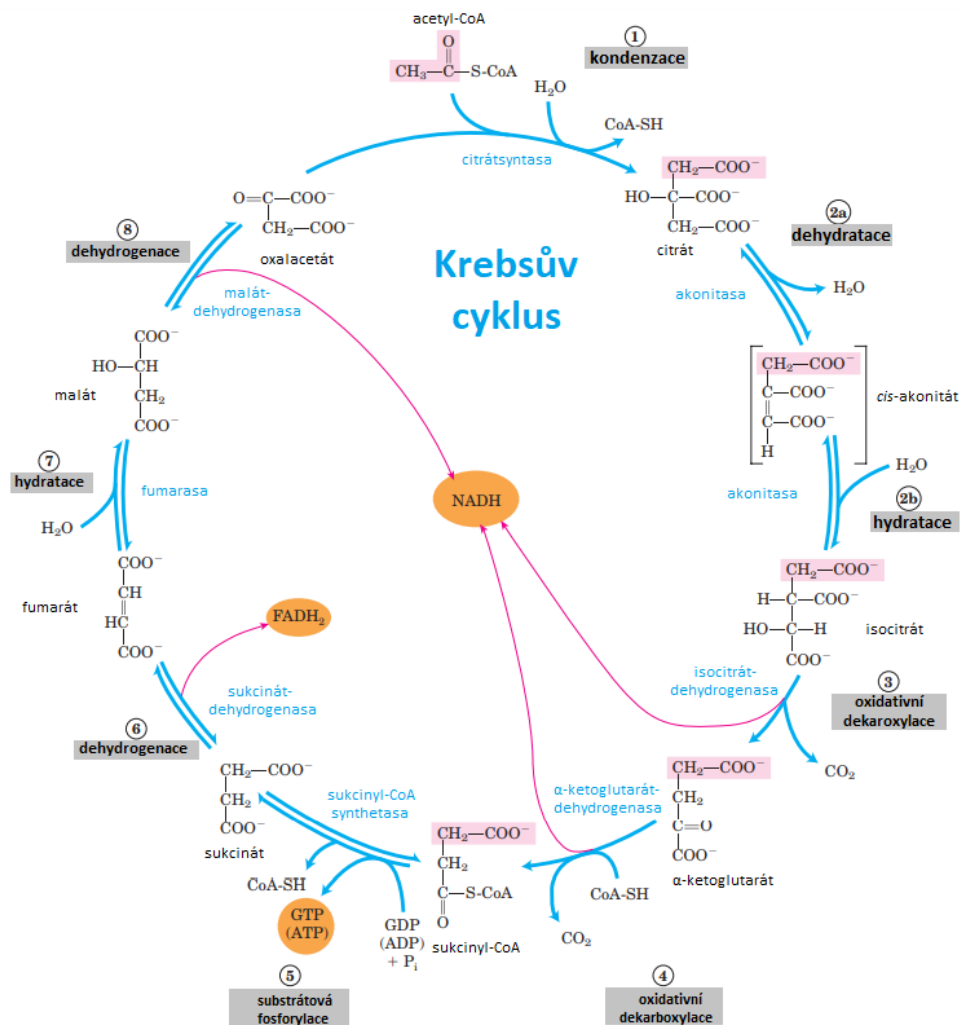 acetyl-CoA
O
CH₃—C—S-CoA
①
kondenzace
H₂O
CoA-SH
citrátsyntasa
CH₂—COO⁻
HO—C—COO⁻
CH₂—COO⁻
citrát
2a
dehydratace
H₂O
akonitasa
O=C—COO⁻
CH₂—COO⁻
oxalacetát
⑧
dehydrogenace
malát-
dehydrogenasa
Krebsův
cyklus
CH₂—COO⁻
C—COO⁻
C—COO⁻
H
cis-akonitát
COO⁻
HO—CH
CH₂
COO⁻
malát
⑦
hydratace
H₂O
fumarasa
NADH
akonitasa
H₂O
2b
hydratace
COO⁻
CH
HC
COO⁻
fumarát
FADH₂
CH₂—COO⁻
H—C—COO⁻
HO—C—H
COO⁻
isocitrát
isocitrát-
dehydrogenasa
③
oxidativní
dekaroxylace
CO₂
sukcinát-
dehydrogenasa
⑥
dehydrogenace
CH₂—COO⁻
CH₂
COO⁻
sukcinát
sukcinyl-CoA
synthetasa
α-ketoglutarát-
dehydrogenasa
CH₂—COO⁻
CH₂
C=O
COO⁻
α-ketoglutarát
CH₂—COO⁻
CH₂
C—S-CoA
O
sukcinyl-CoA
CoA-SH
GTP
(ATP)
GDP
(ADP)
+ Pᵢ
CoA-SH
CO₂
⑤
substrátová
fosforylace
④
oxidativní
dekarboxylace